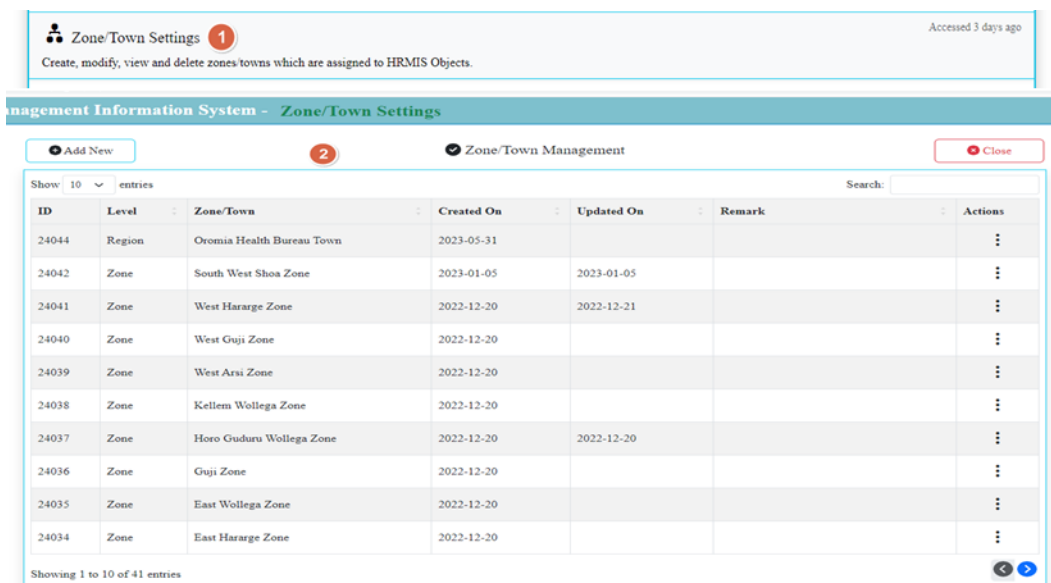 Zone/Town Settings 1 Accessed 3 days ago
Create, modify, view and delete zones/towns which are assigned to HRMIS Objects.
nagement Information System - Zone/Town Settings
Add New 2 Zone/Town Management Close
Show 10 entries Search:
ID Level Zone/Town Created On Updated On Remark Actions
24044 Region Oromia Health Bureau Town 2023-05-31
24042 Zone South West Shoa Zone 2023-01-05 2023-01-05
24041 Zone West Hararge Zone 2022-12-20 2022-12-21
24040 Zone West Guji Zone 2022-12-20
24039 Zone West Arsi Zone 2022-12-20
24038 Zone Kellem Wollega Zone 2022-12-20
24037 Zone Horo Guduru Wollega Zone 2022-12-20 2022-12-20
24036 Zone Guji Zone 2022-12-20
24035 Zone East Wollega Zone 2022-12-20
24034 Zone East Hararge Zone 2022-12-20
Showing 1 to 10 of 41 entries